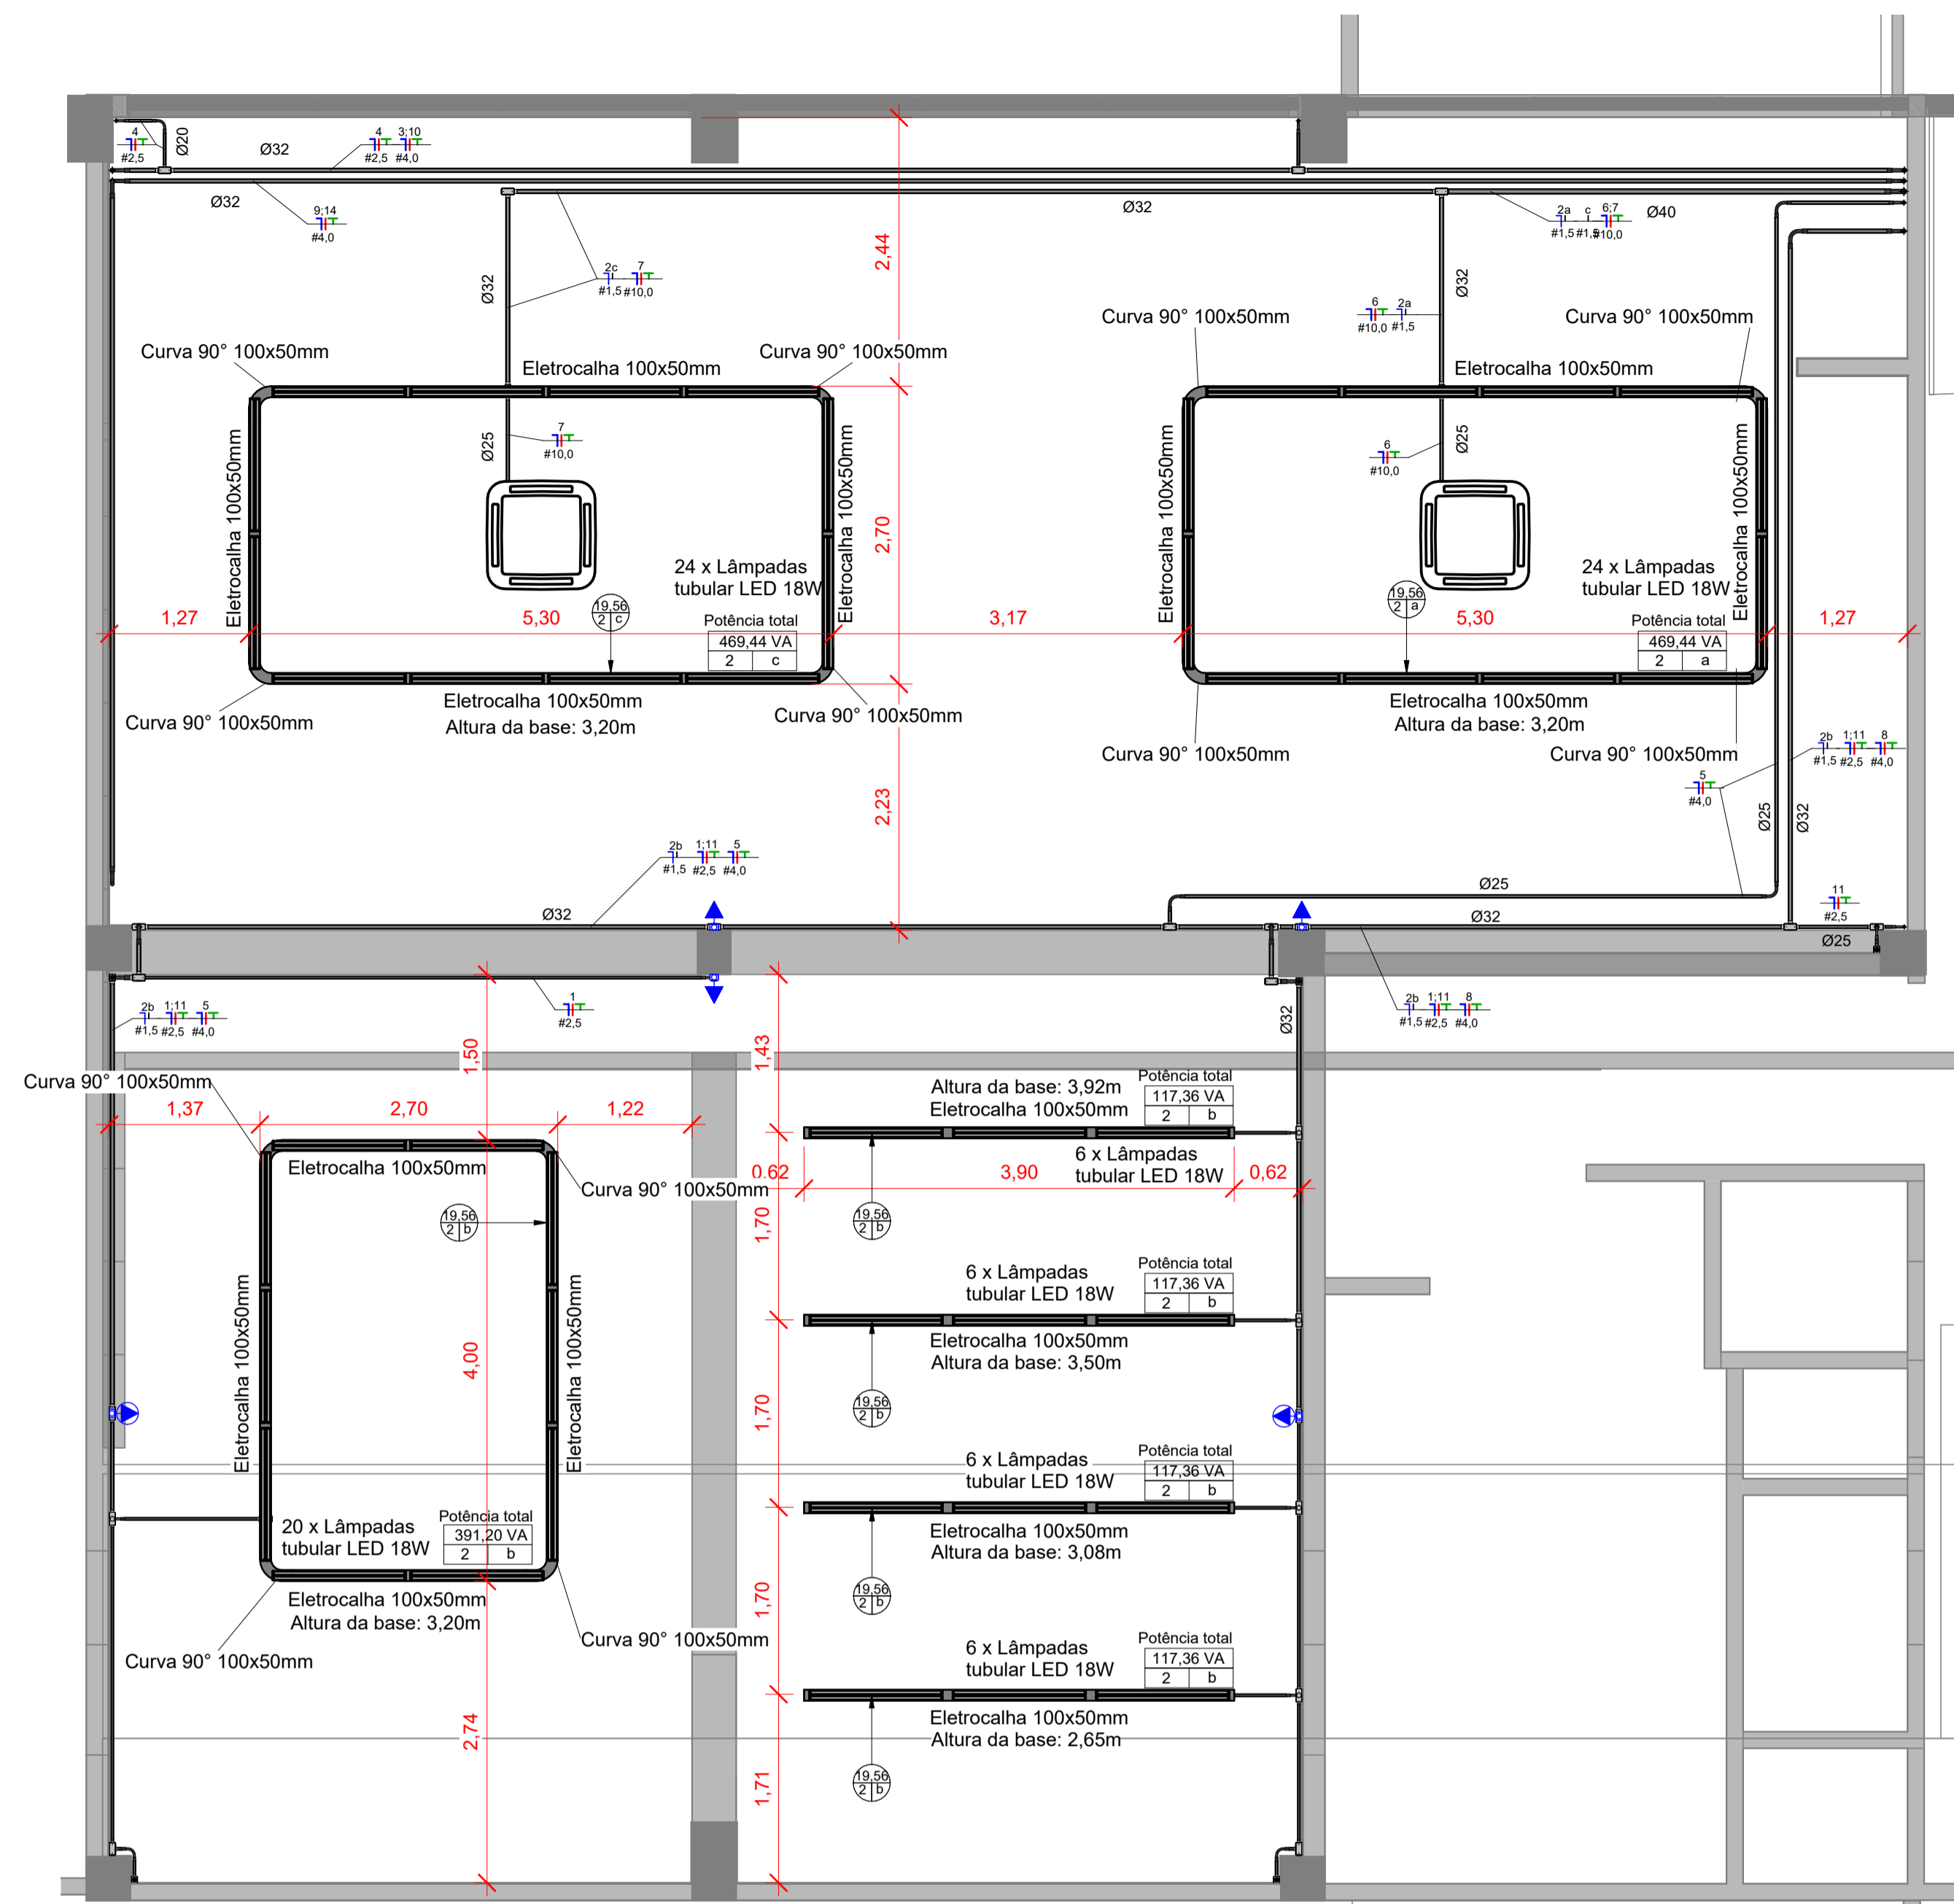 4
#2,5
Ø20
Ø32
4 3;10
#2,5 #4,0
Ø32
9;14
#4,0
Ø32
2a c 6;7
#1,5 #1,5 #10,0
Ø40
2,44
2c 7
#1,5 #10,0
Ø32
Ø32
6 2a
#10,0 #1,5
Curva 90° 100x50mm
Curva 90° 100x50mm
Curva 90° 100x50mm
Curva 90° 100x50mm
Eletrocalha 100x50mm
Eletrocalha 100x50mm
7
#10,0
Ø25
6
#10,0
Ø25
Eletrocalha 100x50mm
Eletrocalha 100x50mm
Eletrocalha 100x50mm
Eletrocalha 100x50mm
2,70
24 x Lâmpadas
tubular LED 18W
24 x Lâmpadas
tubular LED 18W
19,56
2 c
19,56
2 a
1,27
5,30
3,17
5,30
1,27
Potência total
469,44 VA
2 c
Potência total
469,44 VA
2 a
Eletrocalha 100x50mm
Altura da base: 3,20m
Eletrocalha 100x50mm
Altura da base: 3,20m
Curva 90° 100x50mm
Curva 90° 100x50mm
Curva 90° 100x50mm
Curva 90° 100x50mm
2b 1;11 8
#1,5 #2,5 #4,0
5
#4,0
2,23
Ø25
Ø32
2b 1;11 5
#1,5 #2,5 #4,0
Ø25
11
#2,5
Ø32
Ø32
Ø25
2b 1;11 5
#1,5 #2,5 #4,0
1
#2,5
Ø32
2b 1;11 8
#1,5 #2,5 #4,0
1,50
1,43
Curva 90° 100x50mm
1,37
2,70
1,22
Altura da base: 3,92m
Eletrocalha 100x50mm
Potência total
117,36 VA
2 b
Eletrocalha 100x50mm
Curva 90° 100x50mm
0,62
3,90
0,62
6 x Lâmpadas
tubular LED 18W
19,56
2 b
19,56
2 b
1,70
6 x Lâmpadas
tubular LED 18W
Potência total
117,36 VA
2 b
Eletrocalha 100x50mm
Eletrocalha 100x50mm
4,00
Eletrocalha 100x50mm
Altura da base: 3,50m
19,56
2 b
1,70
6 x Lâmpadas
tubular LED 18W
Potência total
117,36 VA
2 b
20 x Lâmpadas
tubular LED 18W
Potência total
391,20 VA
2 b
Eletrocalha 100x50mm
Altura da base: 3,08m
19,56
2 b
1,70
Eletrocalha 100x50mm
Altura da base: 3,20m
Curva 90° 100x50mm
Curva 90° 100x50mm
6 x Lâmpadas
tubular LED 18W
Potência total
117,36 VA
2 b
Eletrocalha 100x50mm
Altura da base: 2,65m
2,74
19,56
2 b
1,71